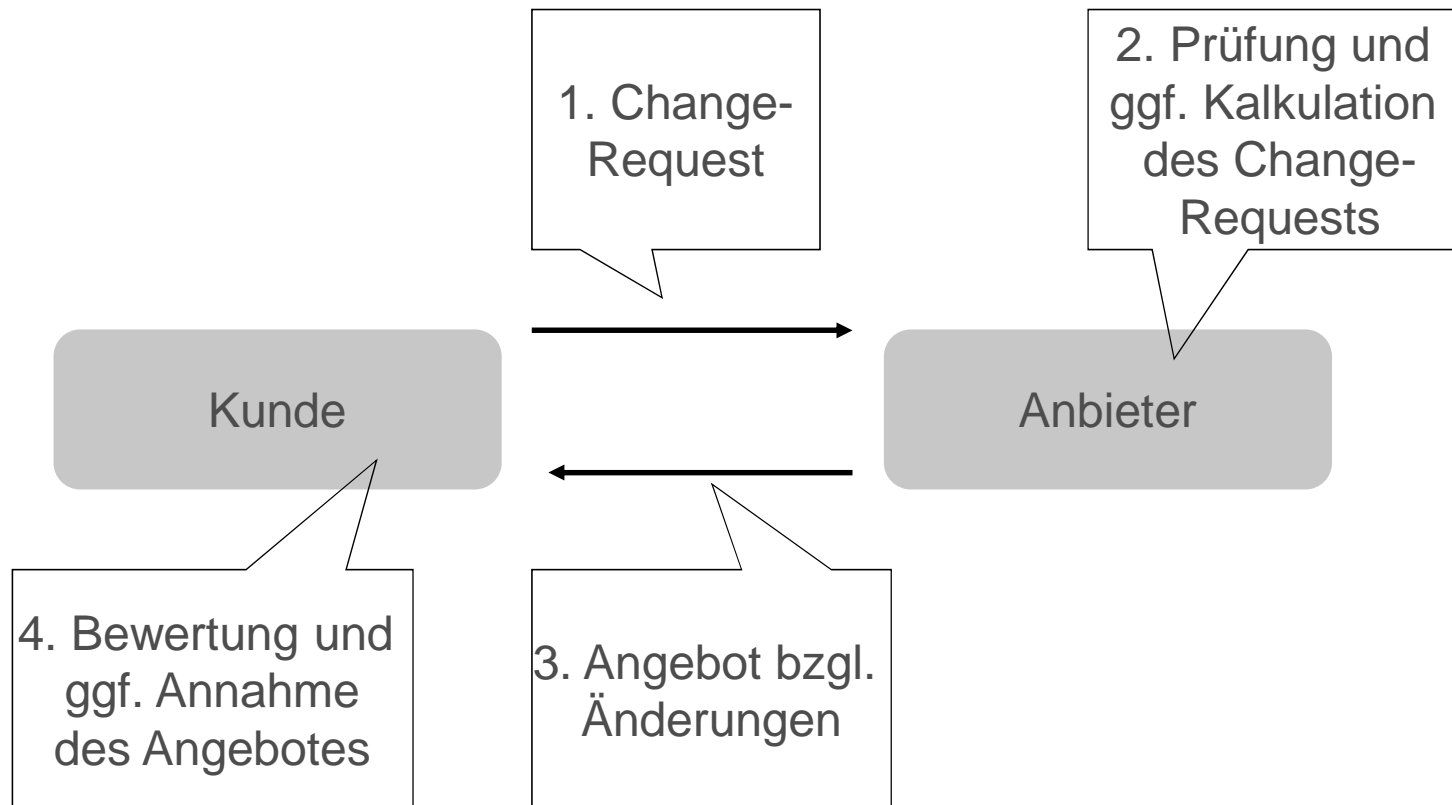 1. Change-
Request
2. Prüfung und
ggf. Kalkulation
des Change-
Requests
Kunde
Anbieter
4. Bewertung und
ggf. Annahme
des Angebotes
3. Angebot bzgl.
Änderungen